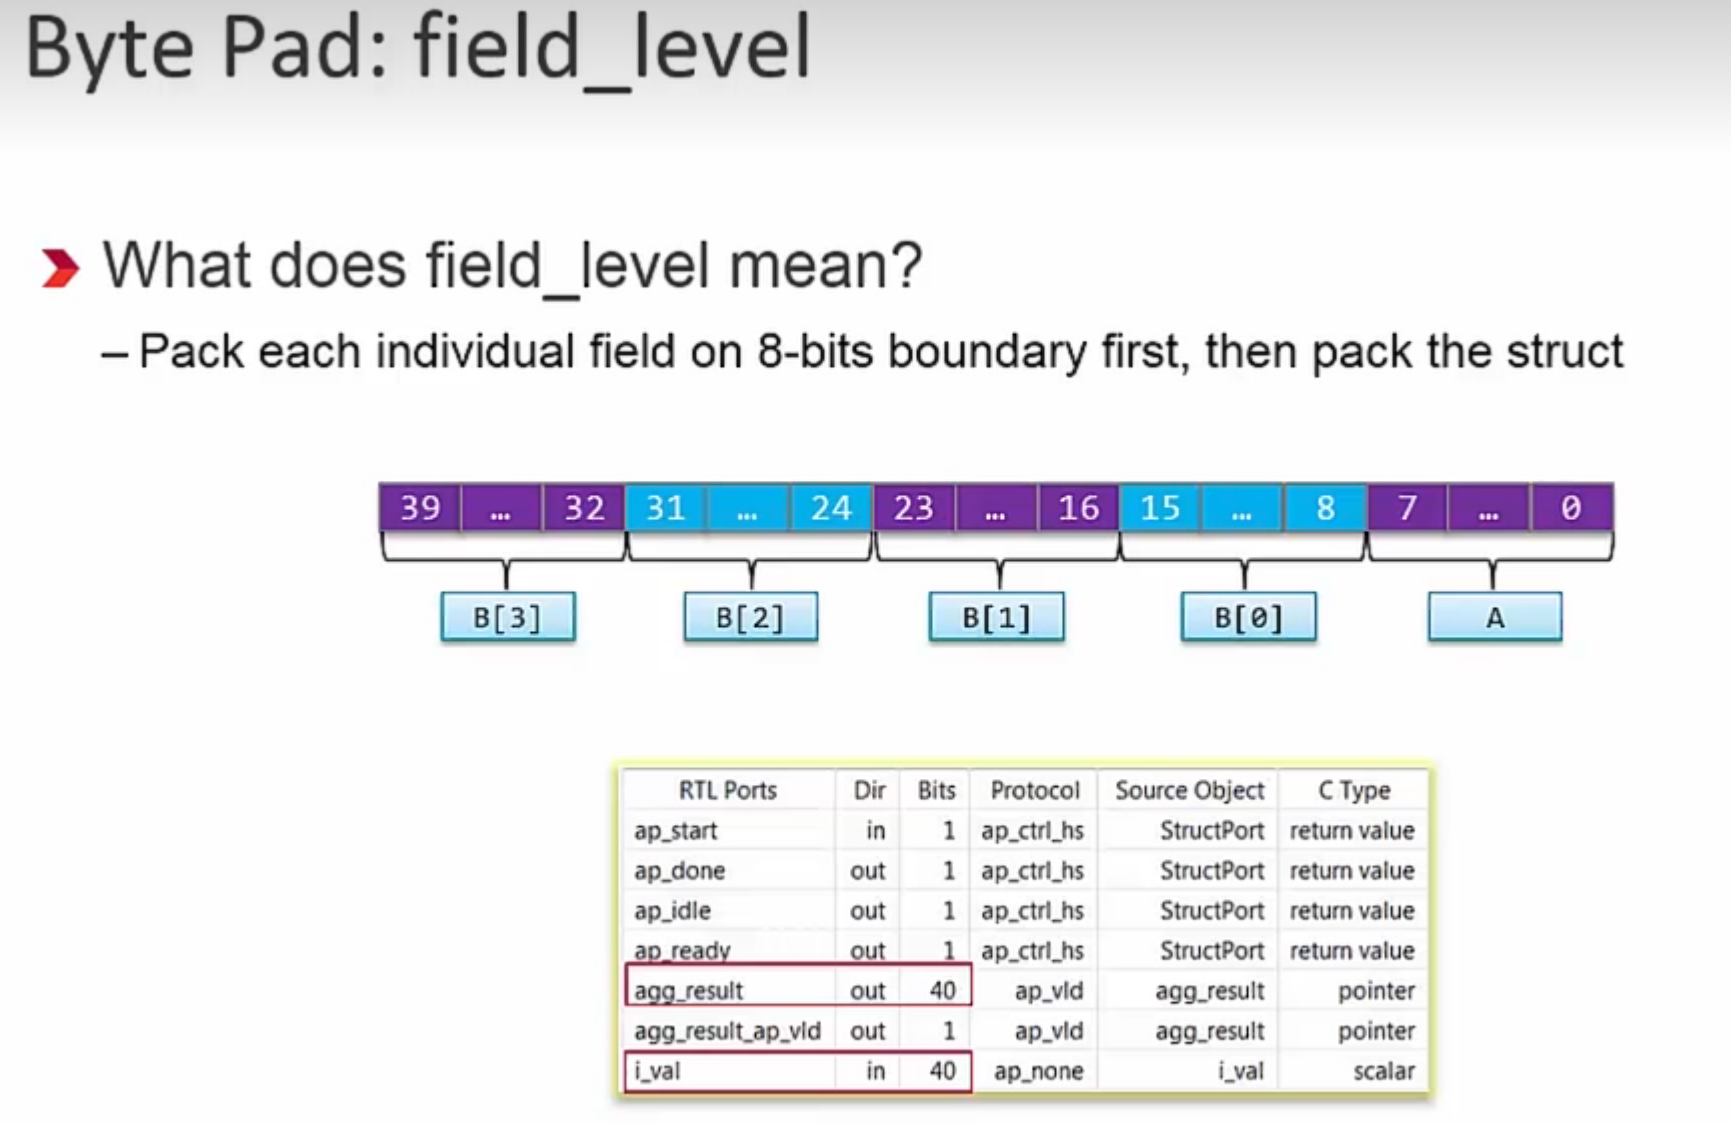 Byte Pad: field_level
What does field_level mean?
– Pack each individual field on 8-bits boundary first, then pack the struct
39 … 32 31 … 24 23 … 16 15 … 8 7 … 0
B[3] B[2] B[1] B[0] A
RTL Ports Dir Bits Protocol Source Object C Type
ap_start in 1 ap_ctrl_hs StructPort return value
ap_done out 1 ap_ctrl_hs StructPort return value
ap_idle out 1 ap_ctrl_hs StructPort return value
ap_ready out 1 ap_ctrl_hs StructPort return value
agg_result out 40 ap_vld agg_result pointer
agg_result_ap_vld out 1 ap_vld agg_result pointer
i_val in 40 ap_none i_val scalar